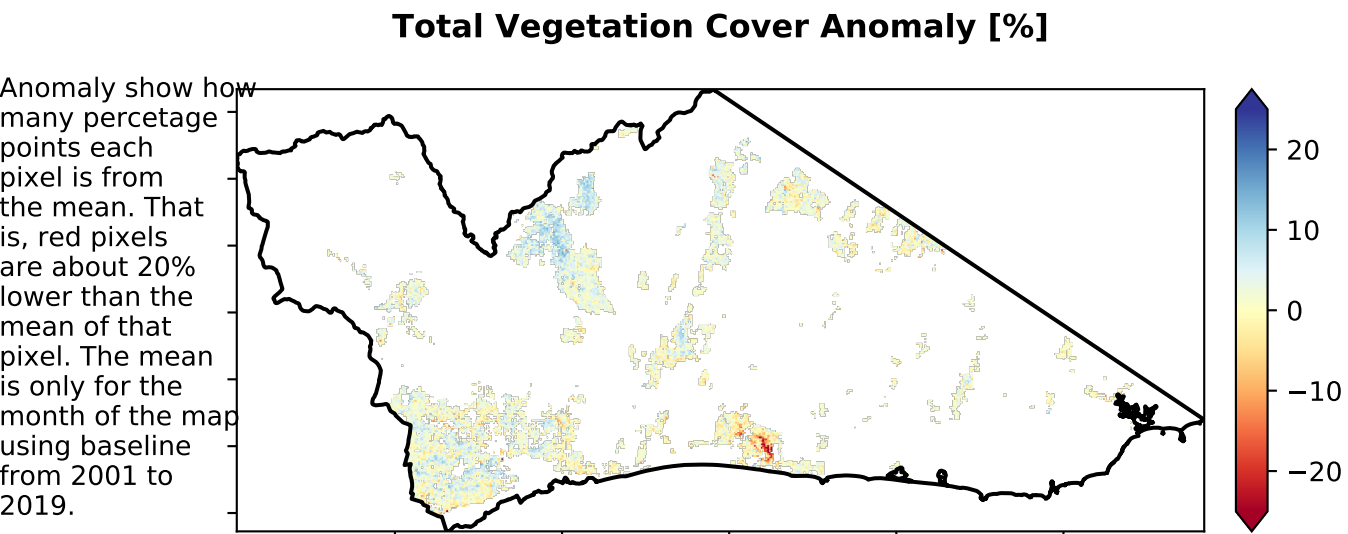 Total Vegetation Cover Anomaly [%]
Anomaly show how
many percetage
points each
pixel is from
the mean. That
is, red pixels
are about 20%
lower than the
mean of that
pixel. The mean
is only for the
month of the map
using baseline
from 2001 to
2019.
20
10
0
−10
−20